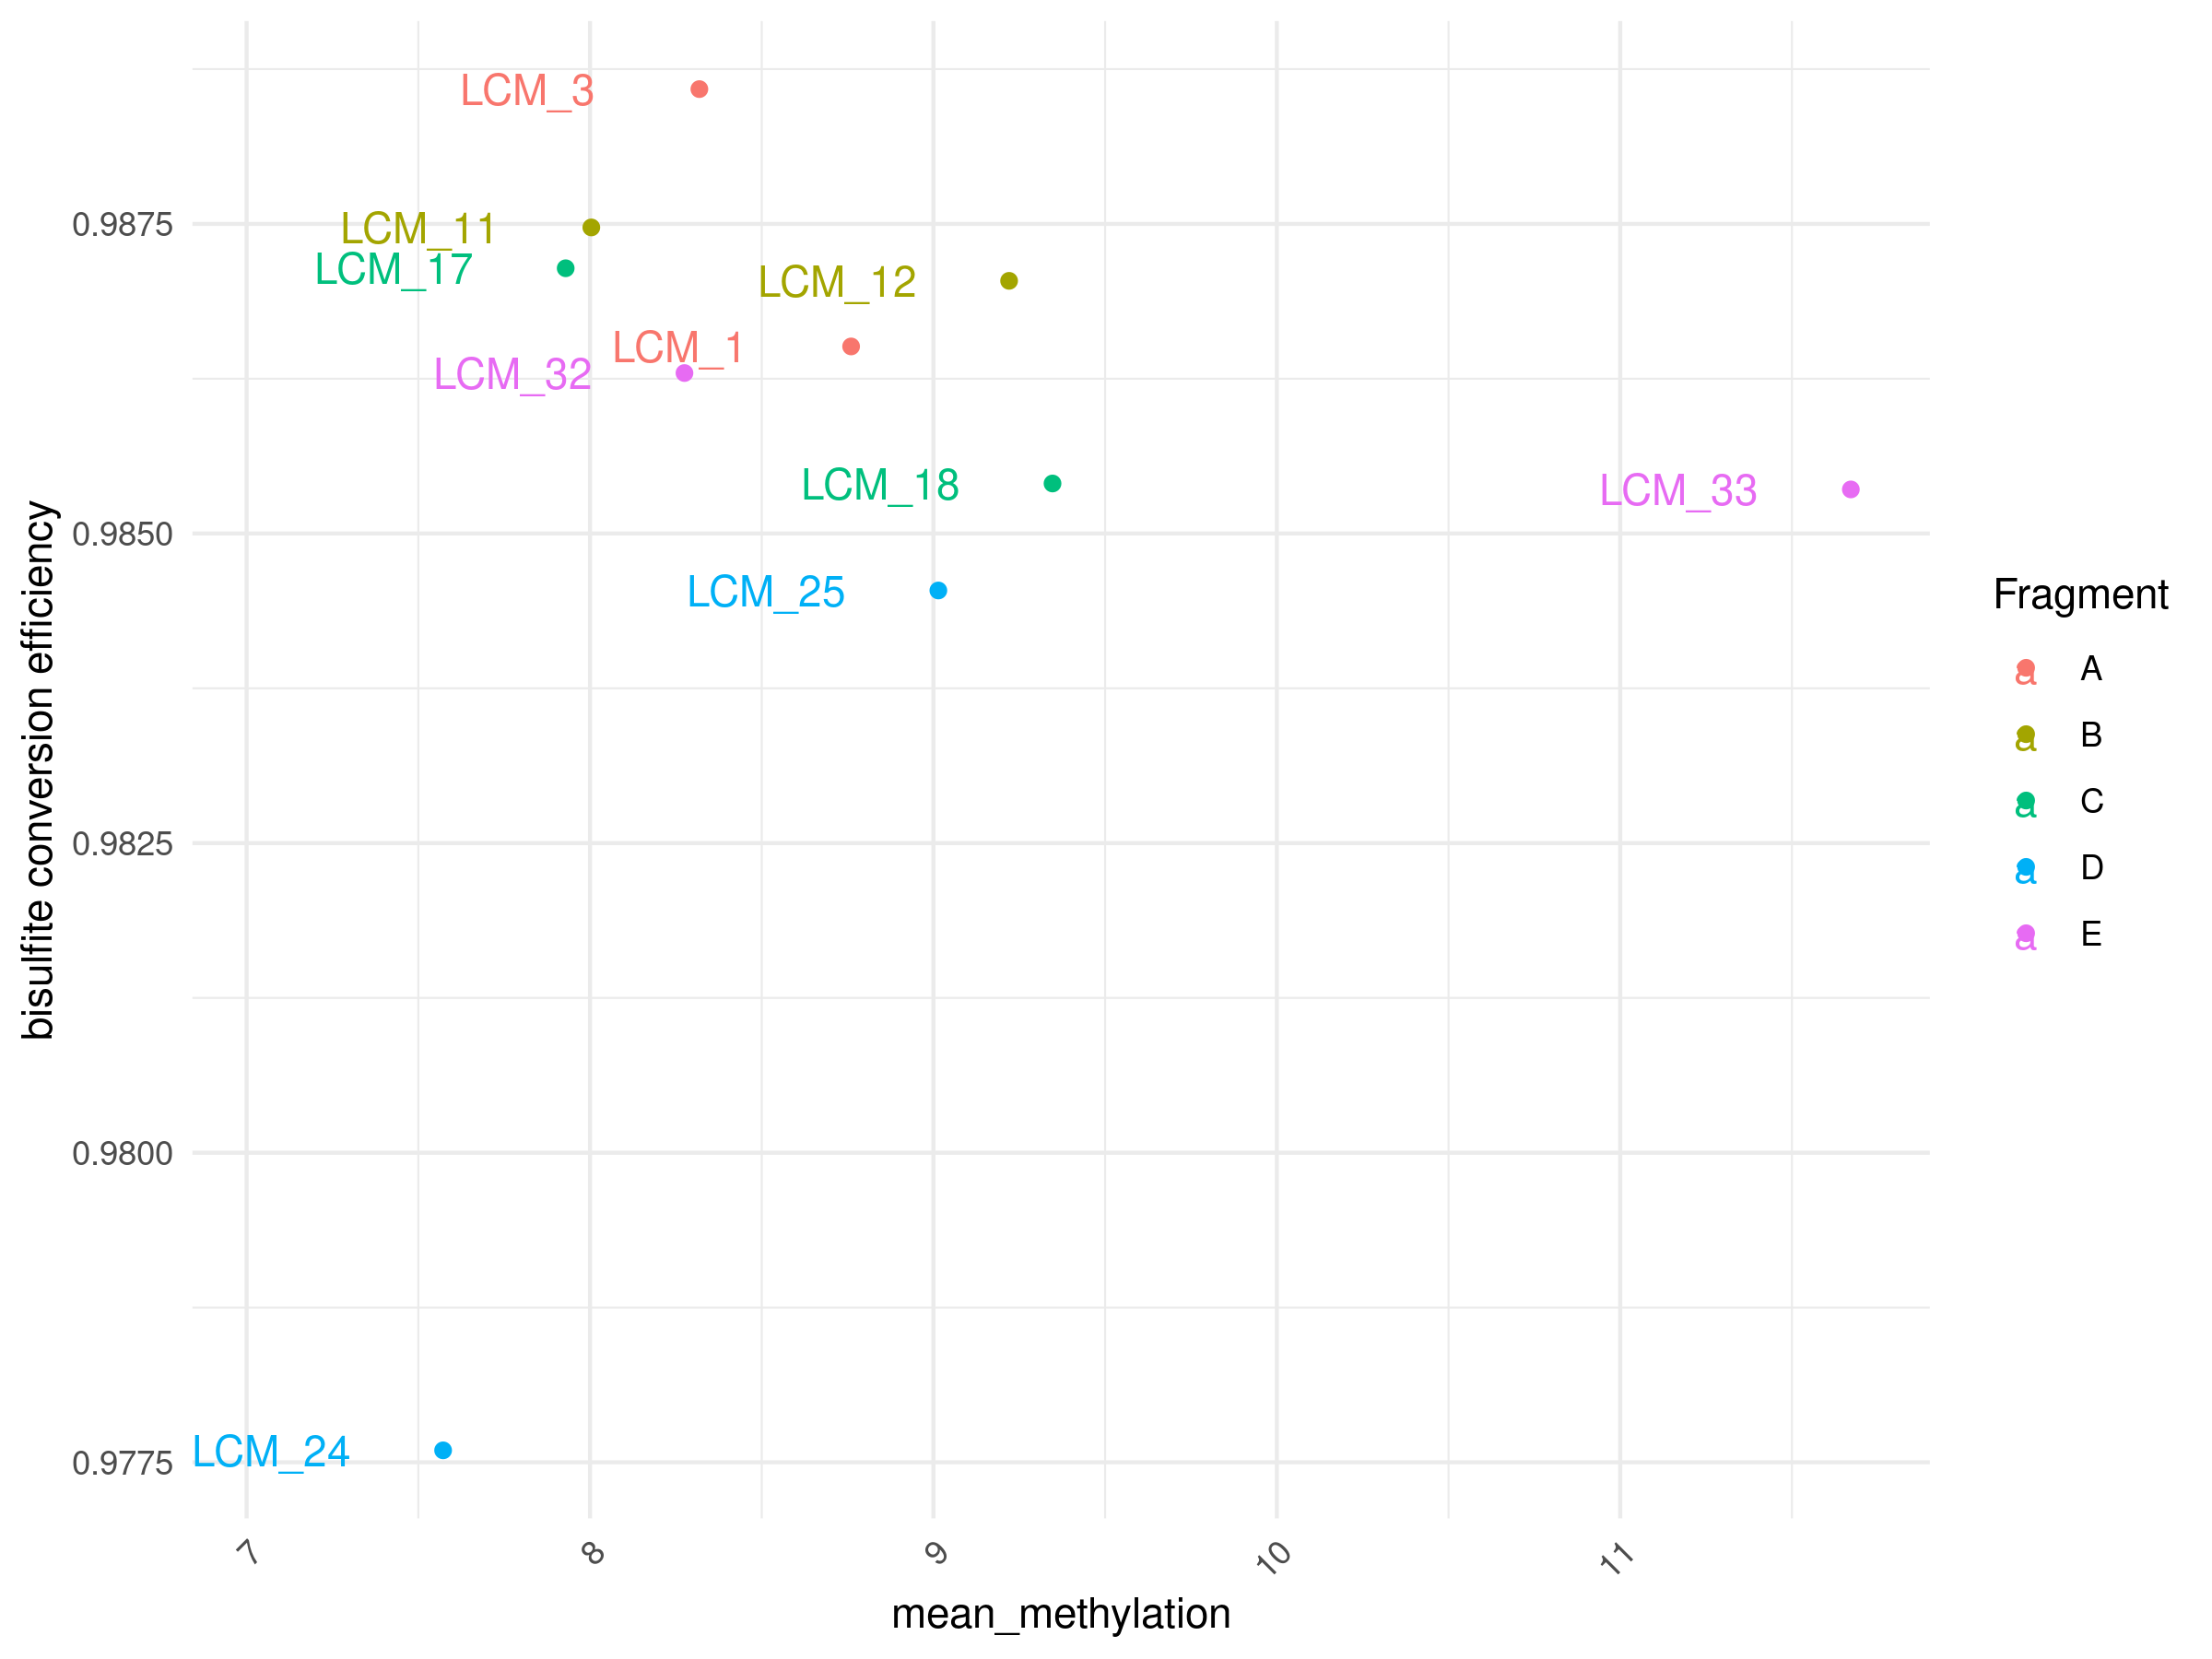 LCM_3
LCM_11
LCM_17
LCM_12
LCM_1
LCM_32
LCM_18
LCM_33
LCM_25
LCM_24
0.9875
0.9850
0.9825
0.9800
0.9775
bisulfite conversion efficiency
7
8
9
10
11
mean_methylation
Fragment
a A
a B
a C
a D
a E